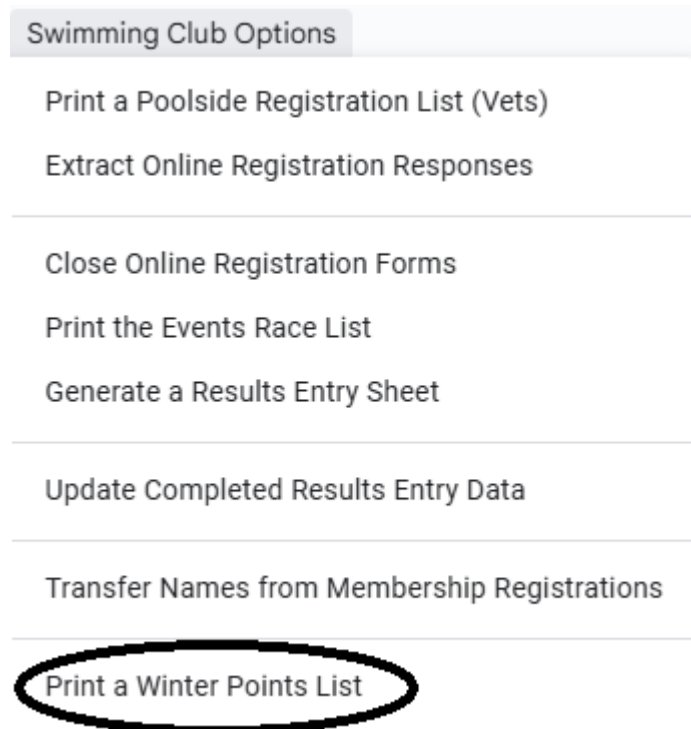 Swimming Club Options
Print a Poolside Registration List (Vets)
Extract Online Registration Responses
Close Online Registration Forms
Print the Events Race List
Generate a Results Entry Sheet
Update Completed Results Entry Data
Transfer Names from Membership Registrations
Print a Winter Points List